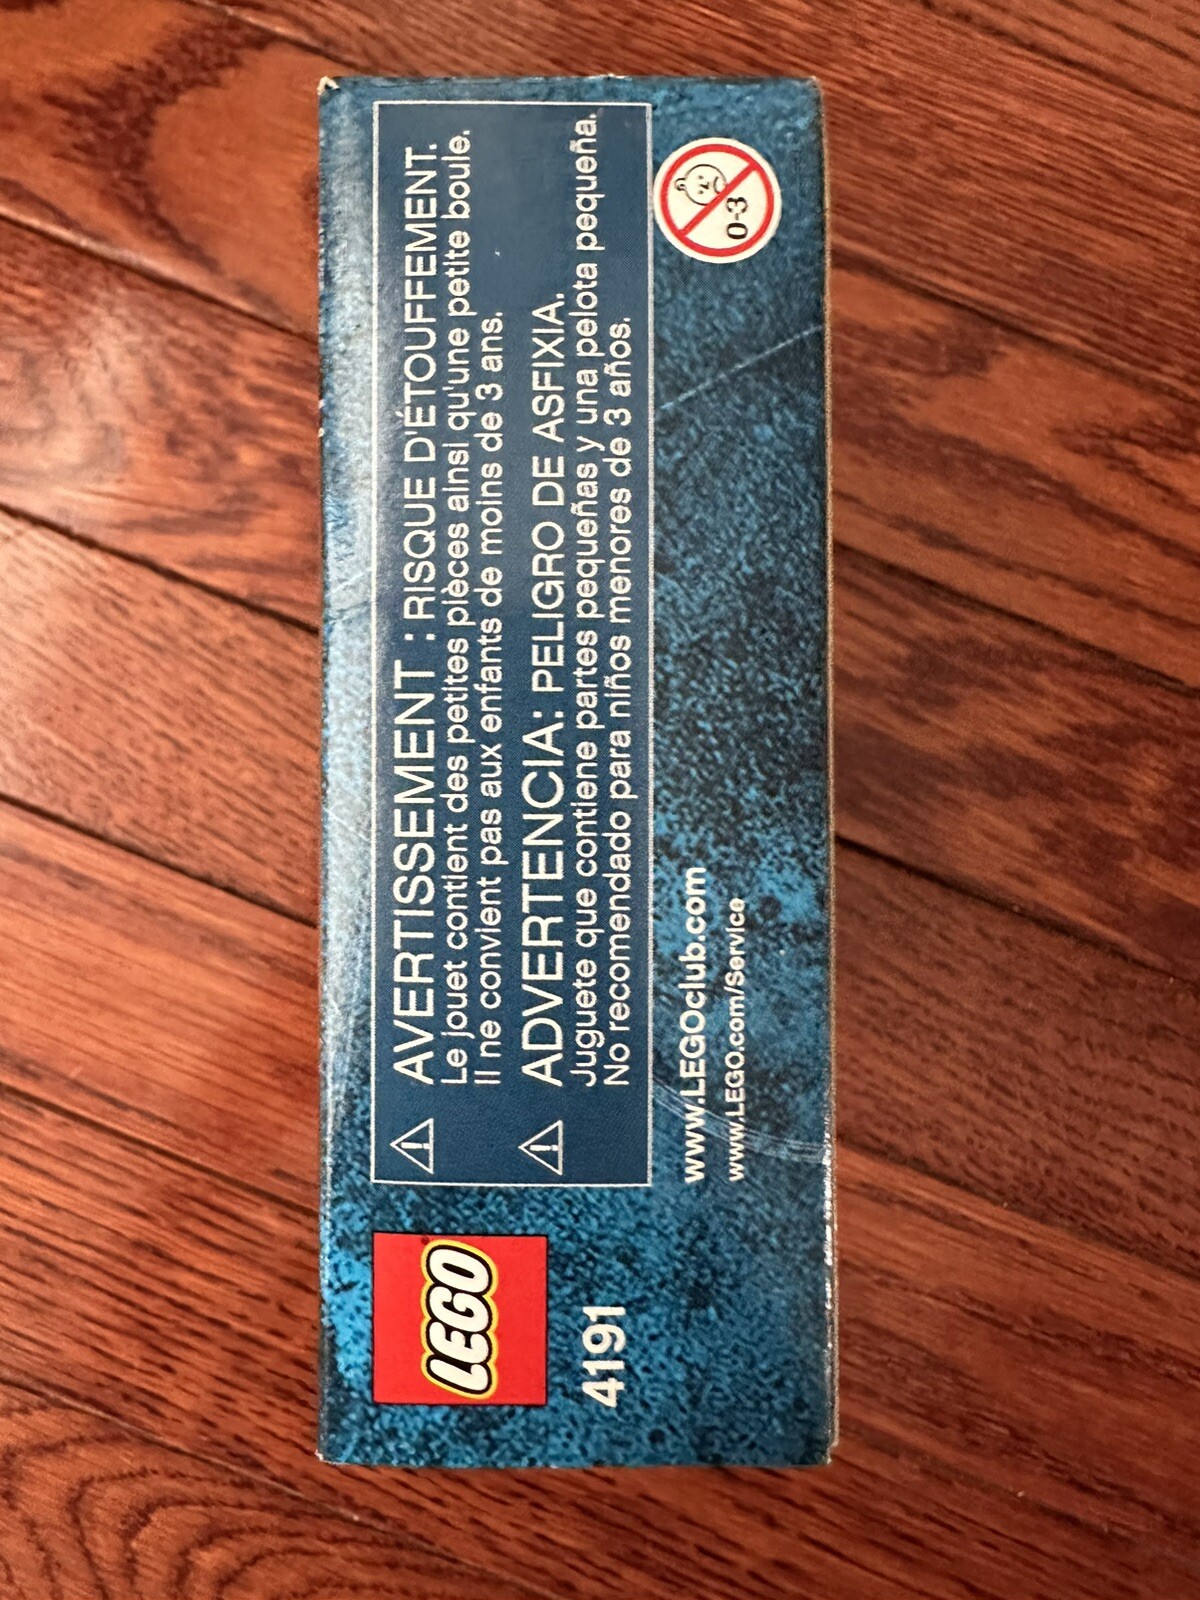 LEGO
4191
AVERTISSEMENT : RISQUE D'ÉTOUFFEMENT.
Le jouet contient des petites pièces ainsi qu'une petite boule.
Il ne convient pas aux enfants de moins de 3 ans.
ADVERTENCIA: PELIGRO DE ASFIXIA.
Juguete que contiene partes pequeñas y una pelota pequeña.
No recomendado para niños menores de 3 años.
www.LEGOclub.com
www.LEGO.com/Service
0-3